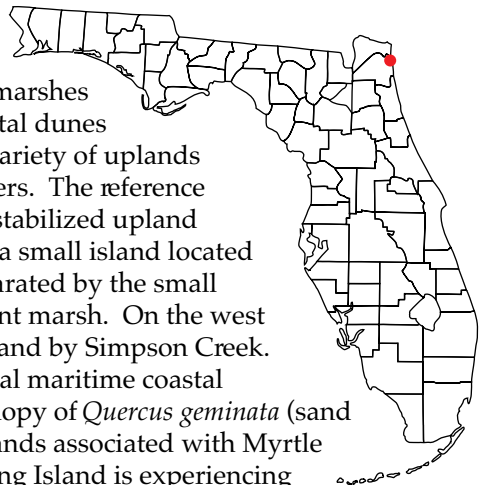 marshes
tal dunes
ariety of uplands
ers. The reference
stabilized upland
a small island located
arated by the small
nt marsh. On the west
and by Simpson Creek.
al maritime coastal
nopy of Quercus geminata (sand
ands associated with Myrtle
ng Island is experiencing